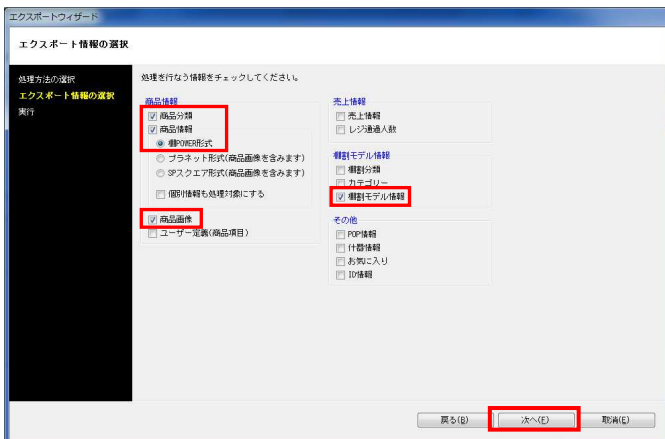 エクスポートウィザード
エクスポート情報の選択
処理方法の選択
エクスポート情報の選択
実行
処理を行なう情報をチェックしてください。
商品情報
商品分類
商品情報
棚POWER形式
プラネット形式(商品画像を含みます)
SPスクエア形式(商品画像を含みます)
個別情報も処理対象にする
商品画像
ユーザー定義(商品項目)
売上情報
売上情報
レジ通過人数
棚割モデル情報
棚割分類
カテゴリー
棚割モデル情報
その他
POP情報
什器情報
お気に入り
ID情報
戻る(B)
次へ(F)
取消(E)